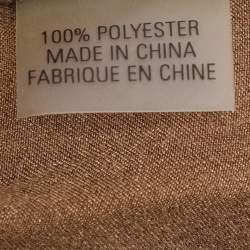 100% POLYESTER
MADE IN CHINA
FABRIQUE EN CHINE